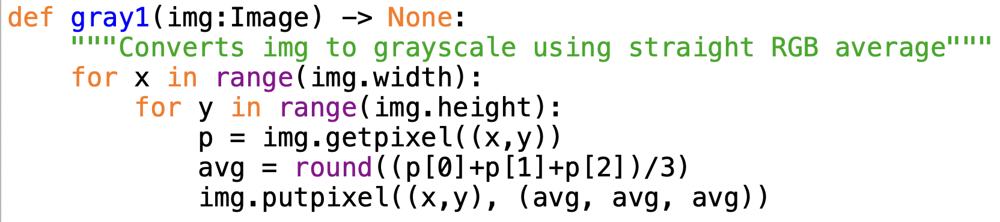 def gray1(img:Image) -> None:
    """Converts img to grayscale using straight RGB average"""
    for x in range(img.width):
        for y in range(img.height):
            p = img.getpixel((x,y))
            avg = round((p[0]+p[1]+p[2])/3)
            img.putpixel((x,y), (avg, avg, avg))